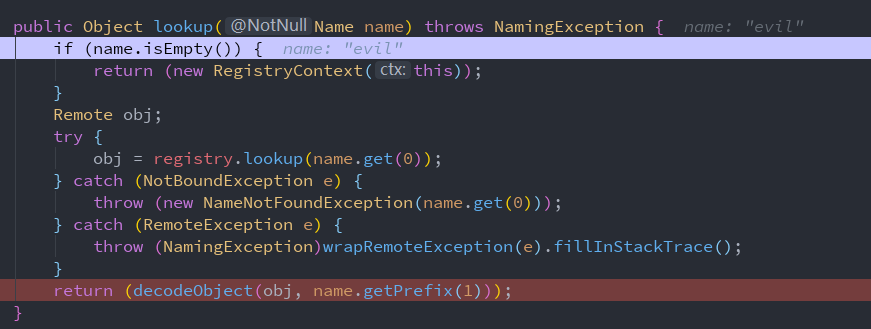 public Object lookup( @NotNull Name name) throws NamingException {  name: "evil"
    if (name.isEmpty()) {  name: "evil"
        return (new RegistryContext( ctx: this));
    }
    Remote obj;
    try {
        obj = registry.lookup(name.get(0));
    } catch (NotBoundException e) {
        throw (new NameNotFoundException(name.get(0)));
    } catch (RemoteException e) {
        throw (NamingException)wrapRemoteException(e).fillInStackTrace();
    }
    return (decodeObject(obj, name.getPrefix(1)));
}